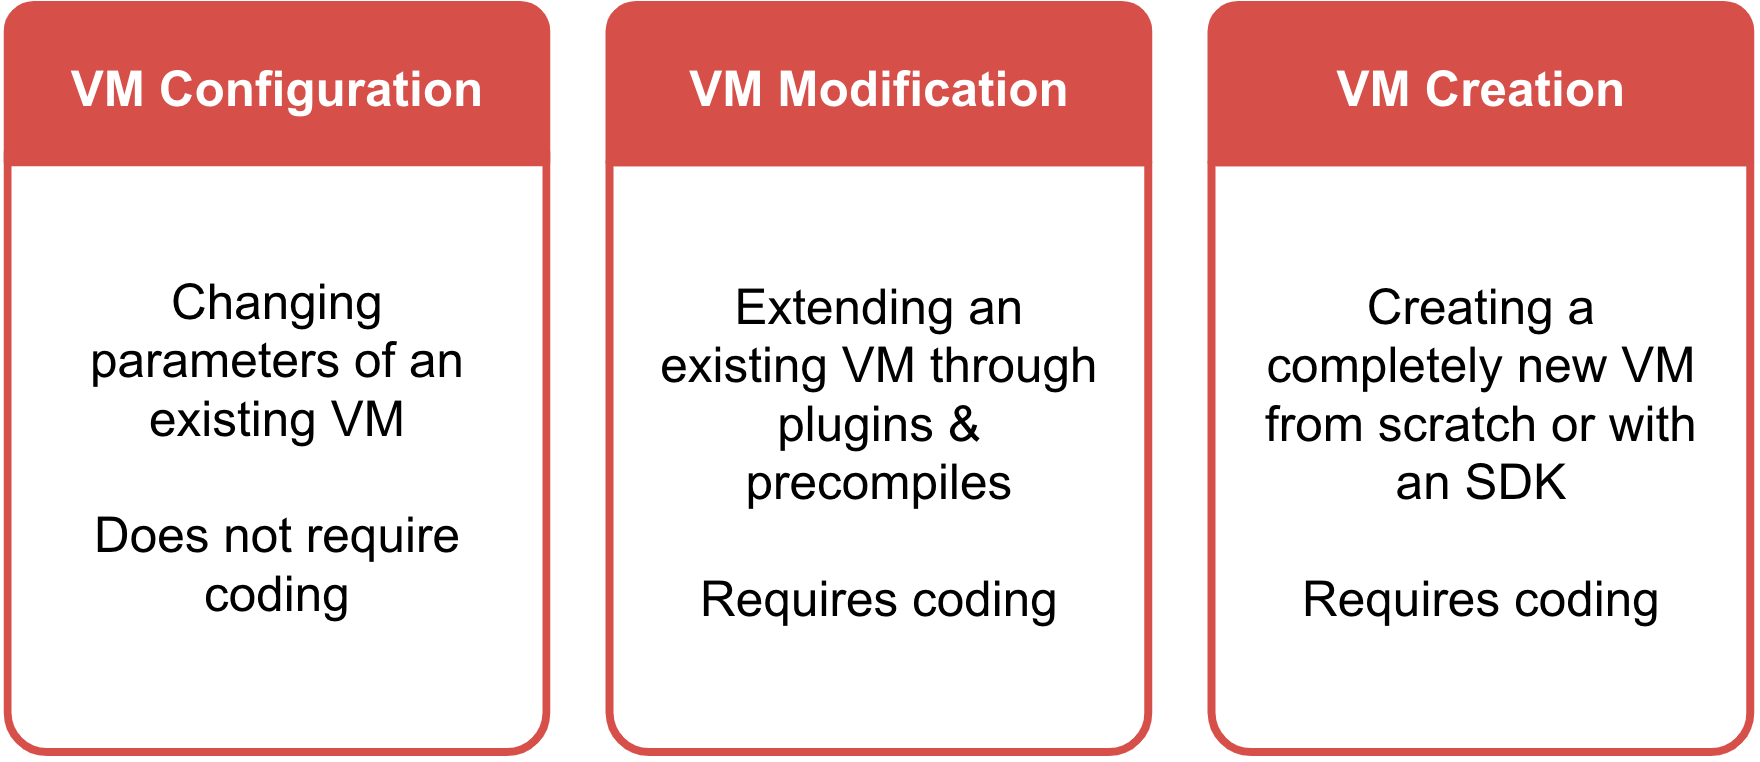 VM Configuration
Changing
parameters of an
existing VM
Does not require
coding
VM Modification
Extending an
existing VM through
plugins &
precompiles
Requires coding
VM Creation
Creating a
completely new VM
from scratch or with
an SDK
Requires coding